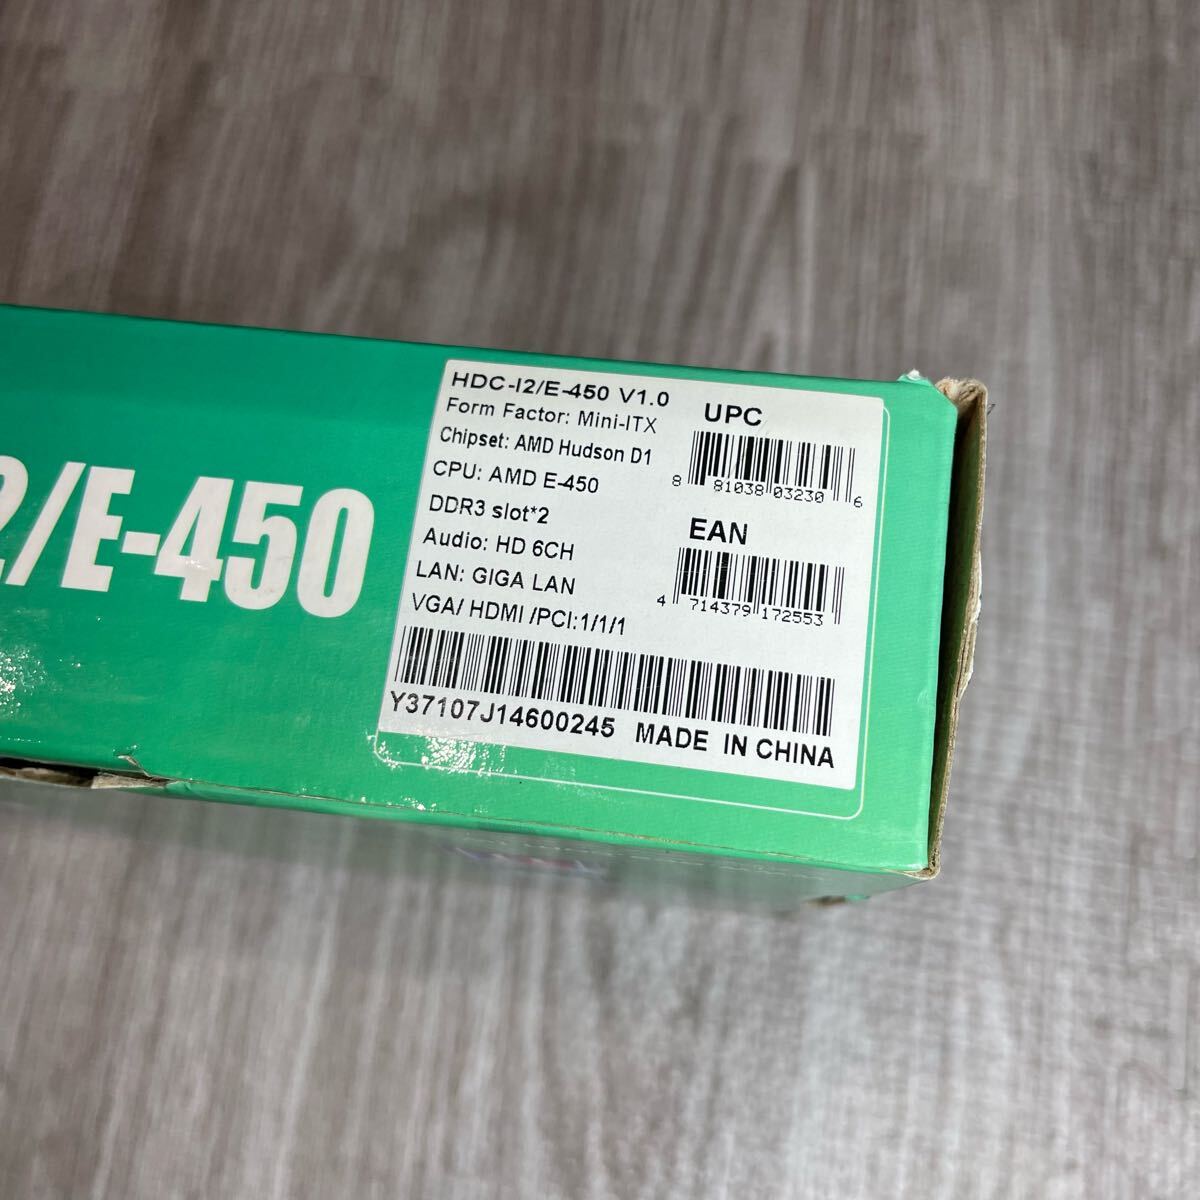 2/E-450
HDC-I2/E-450 V1.0
Form Factor: Mini-ITX
Chipset: AMD Hudson D1
CPU: AMD E-450
DDR3 slot*2
Audio: HD 6CH
LAN: GIGA LAN
VGA/ HDMI /PCI:1/1/1
UPC
8 81038 03230 6
EAN
4 714379 172553
Y37107J14600245 MADE IN CHINA